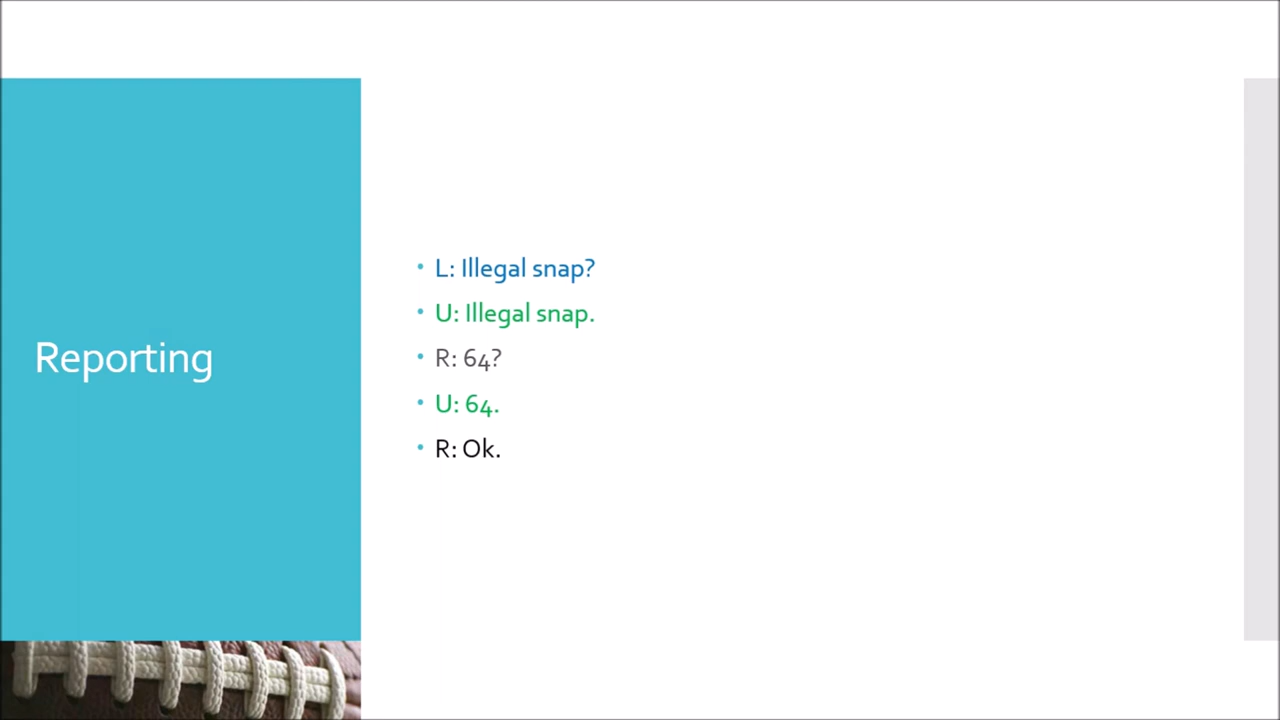 Reporting
• L: Illegal snap?
• U: Illegal snap.
• R: 64?
• U: 64.
• R: Ok.